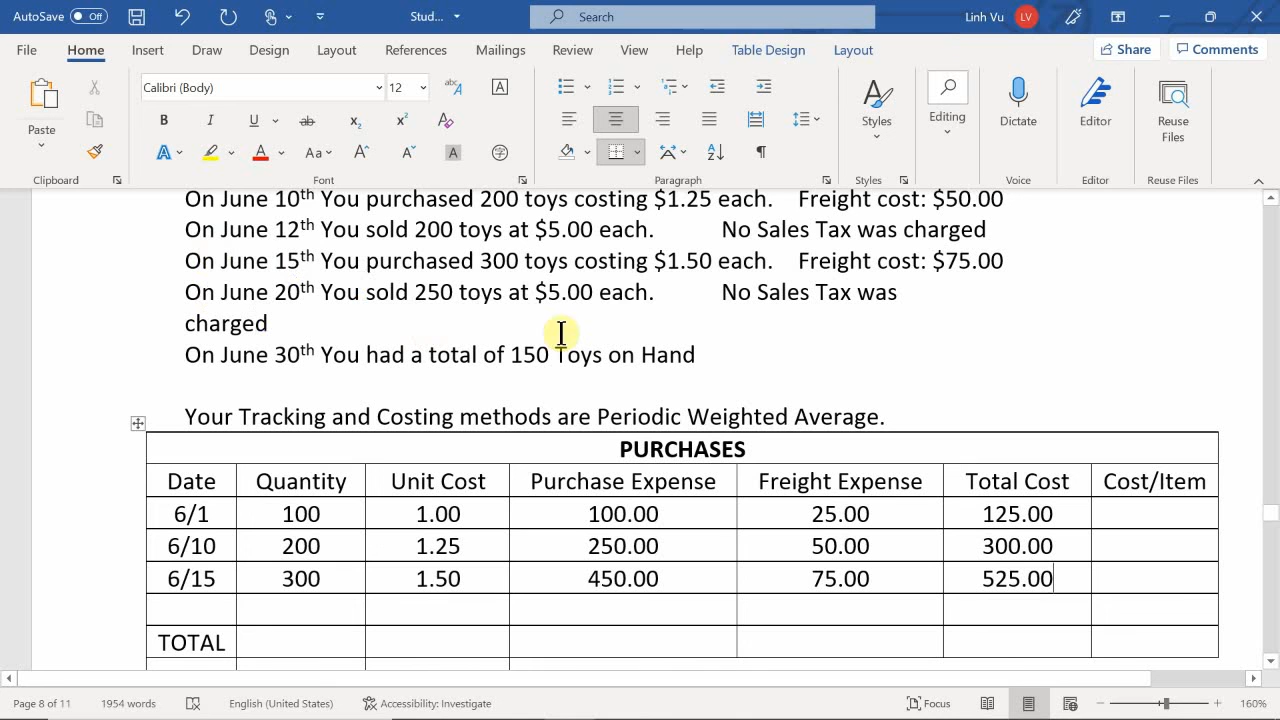 AutoSave Off Stud... Search Linh Vu LV
File Home Insert Draw Design Layout References Mailings Review View Help Table Design Layout Share Comments
Paste Calibri (Body) 12 Styles Editing Dictate Editor Reuse Files
Clipboard Font Paragraph Styles Voice Editor Reuse Files
On June 10th You purchased 200 toys costing $1.25 each. Freight cost: $50.00
On June 12th You sold 200 toys at $5.00 each. No Sales Tax was charged
On June 15th You purchased 300 toys costing $1.50 each. Freight cost: $75.00
On June 20th You sold 250 toys at $5.00 each. No Sales Tax was
charged
On June 30th You had a total of 150 Toys on Hand
Your Tracking and Costing methods are Periodic Weighted Average.
PURCHASES
Date Quantity Unit Cost Purchase Expense Freight Expense Total Cost Cost/Item
6/1 100 1.00 100.00 25.00 125.00
6/10 200 1.25 250.00 50.00 300.00
6/15 300 1.50 450.00 75.00 525.00
TOTAL
Page 8 of 11 1954 words English (United States) Accessibility: Investigate Focus 160%